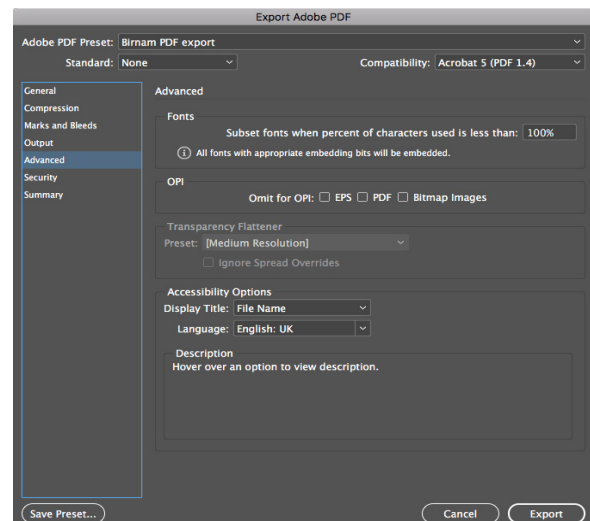 Export Adobe PDF
Adobe PDF Preset: Birnam PDF export
Standard: None Compatibility: Acrobat 5 (PDF 1.4)
General
Compression
Marks and Bleeds
Output
Advanced
Security
Summary
Advanced
Fonts
Subset fonts when percent of characters used is less than: 100%
All fonts with appropriate embedding bits will be embedded.
OPI
Omit for OPI: EPS PDF Bitmap Images
Transparency Flattener
Preset: [Medium Resolution]
Ignore Spread Overrides
Accessibility Options
Display Title: File Name
Language: English: UK
Description
Hover over an option to view description.
Save Preset... Cancel Export